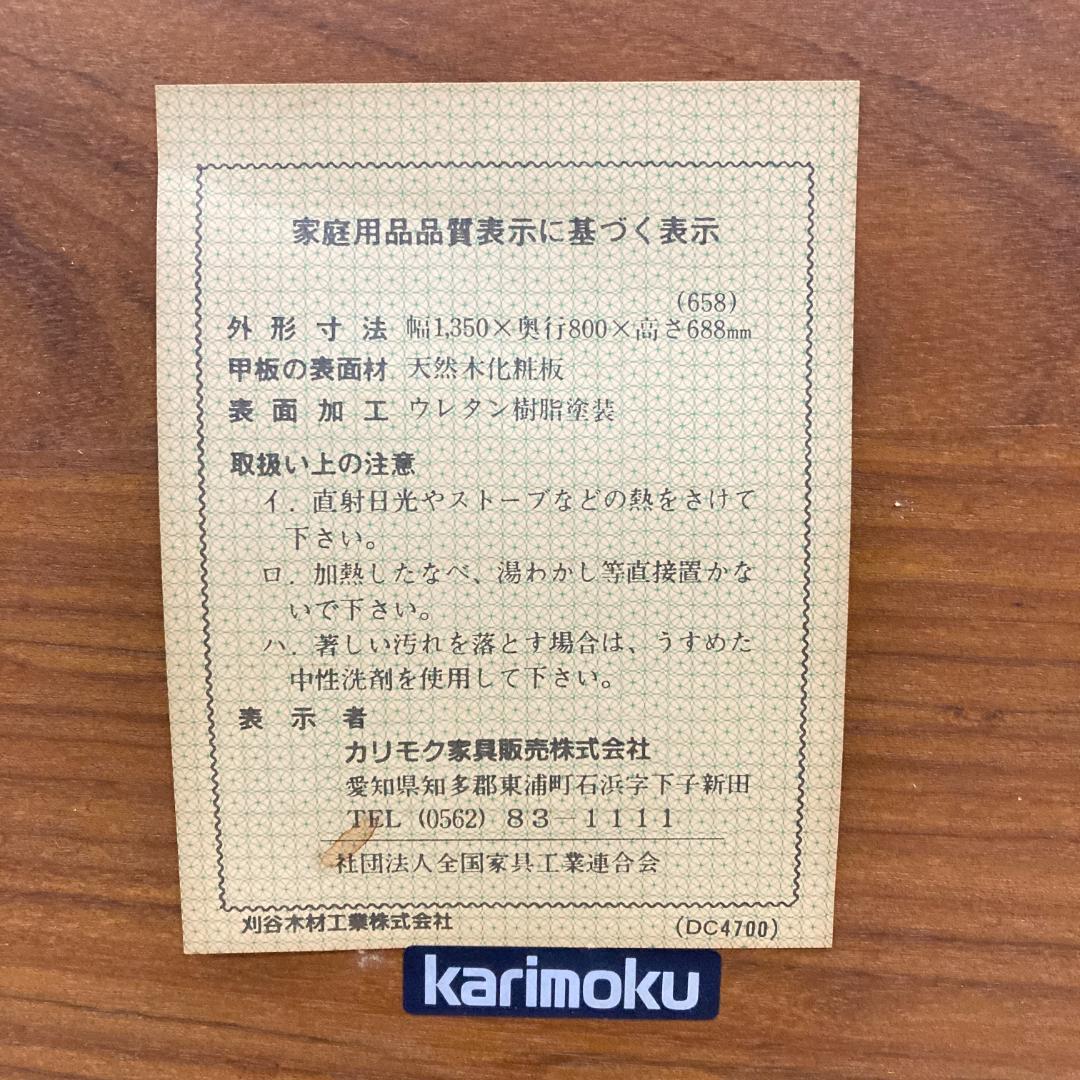 家庭用品品質表示に基づく表示
(658)
外形寸法 幅1,350×奥行800×高さ688mm
甲板の表面材 天然木化粧板
表面加工 ウレタン樹脂塗装
取扱い上の注意
イ．直射日光やストーブなどの熱をさけて
下さい。
ロ．加熱したなべ、湯わかし等直接置かな
いで下さい。
ハ．著しい汚れを落とす場合は、うすめた
中性洗剤を使用して下さい。
表示者
カリモク家具販売株式会社
愛知県知多郡東浦町石浜字下子新田
TEL (0562) 83－1111
社団法人全国家具工業連合会
刈谷木材工業株式会社 (DC4700)
karimoku